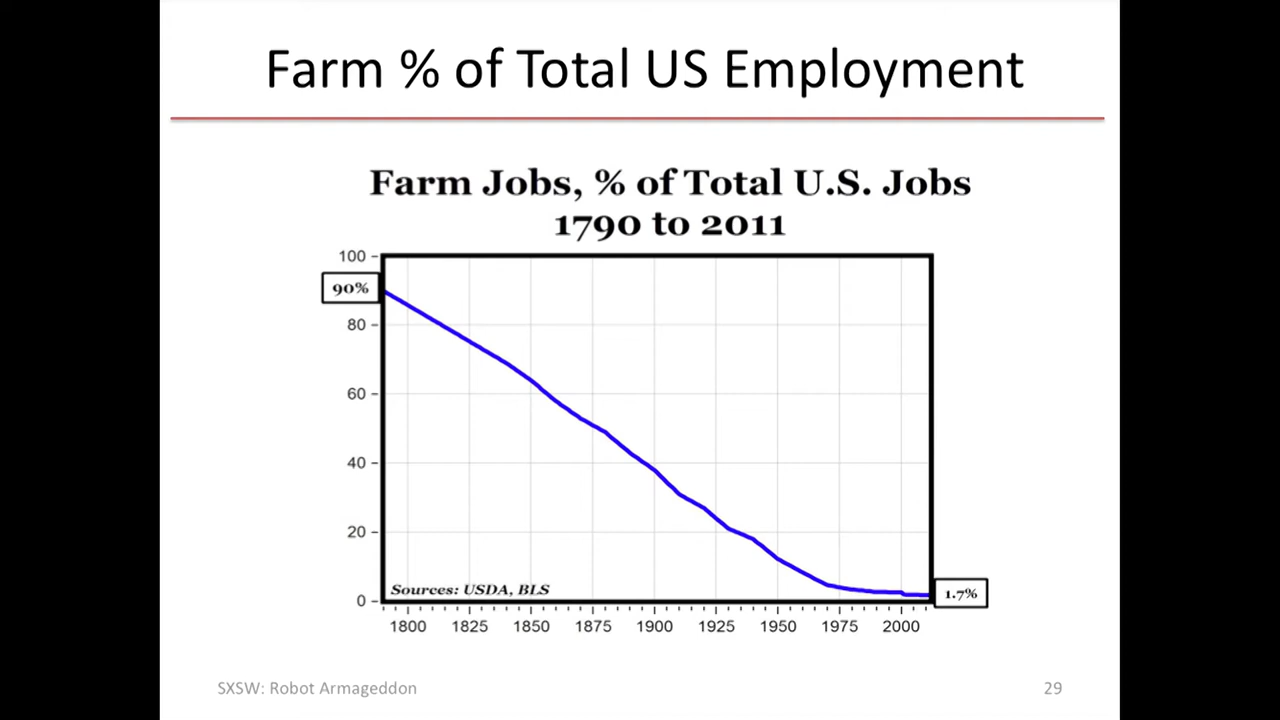 Farm % of Total US Employment
Farm Jobs, % of Total U.S. Jobs
1790 to 2011
100
90%
80
60
40
20
Sources: USDA, BLS
1.7%
0
1800 1825 1850 1875 1900 1925 1950 1975 2000
SXSW: Robot Armageddon 29